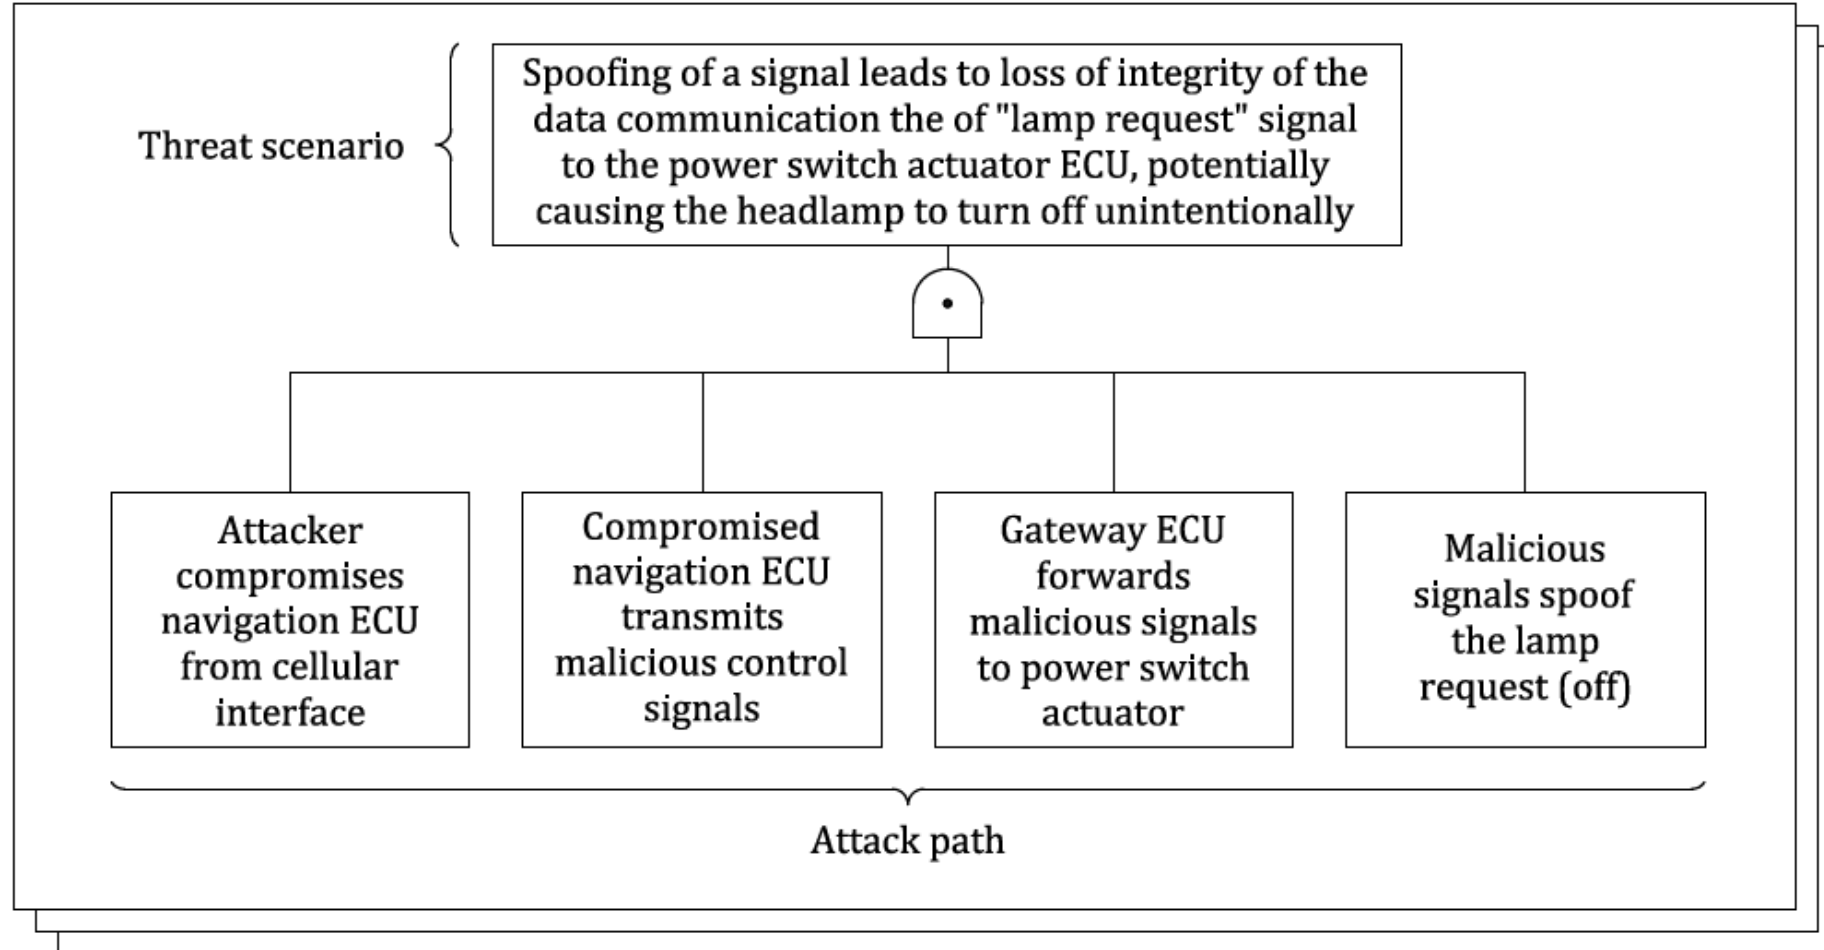 Spoofing of a signal leads to loss of integrity of the
data communication the of "lamp request" signal
to the power switch actuator ECU, potentially
causing the headlamp to turn off unintentionally
Threat scenario
Attacker
compromises
navigation ECU
from cellular
interface
Compromised
navigation ECU
transmits
malicious control
signals
Gateway ECU
forwards
malicious signals
to power switch
actuator
Malicious
signals spoof
the lamp
request (off)
Attack path